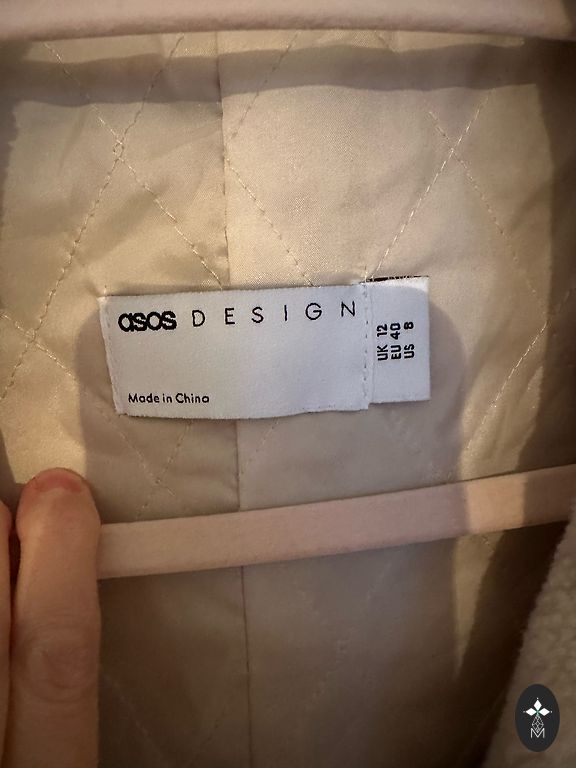 asos DESIGN
Made in China
UK 12
EU 40
US 8
M